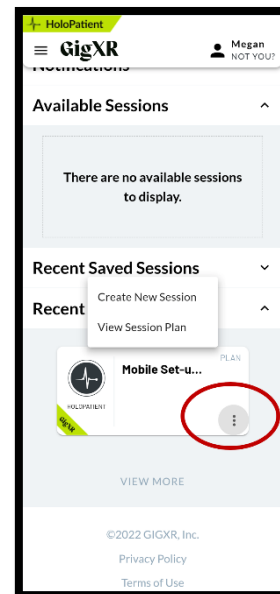 HoloPatient
GigXR
Megan
NOT YOU?
Notifications
Available Sessions
There are no available sessions
to display.
Recent Saved Sessions
Create New Session
Recent
View Session Plan
PLAN
Mobile Set-u...
HOLOPATIENT
GIGXR
VIEW MORE
©2022 GIGXR, Inc.
Privacy Policy
Terms of Use